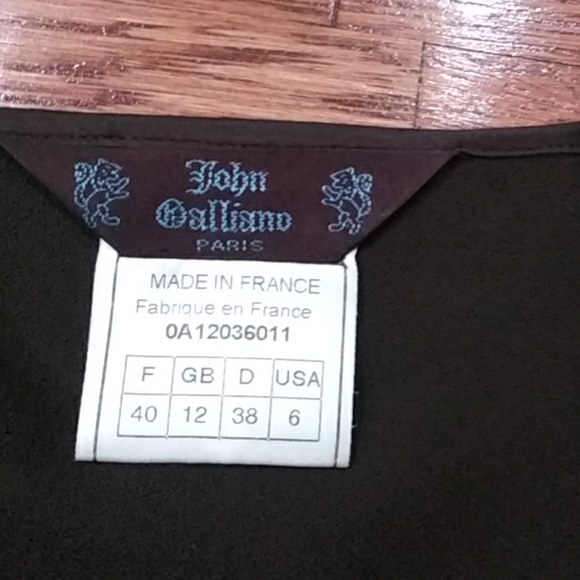 John
Galliano
PARIS
MADE IN FRANCE
Fabrique en France
0A12036011
F GB D USA
40 12 38 6